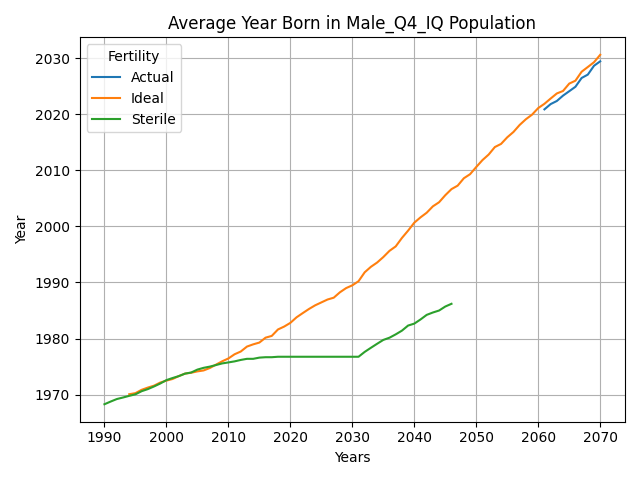 Average Year Born in Male_Q4_IQ Population
Fertility
Actual
Ideal
Sterile
Year
2030
2020
2010
2000
1990
1980
1970
1990 2000 2010 2020 2030 2040 2050 2060 2070
Years